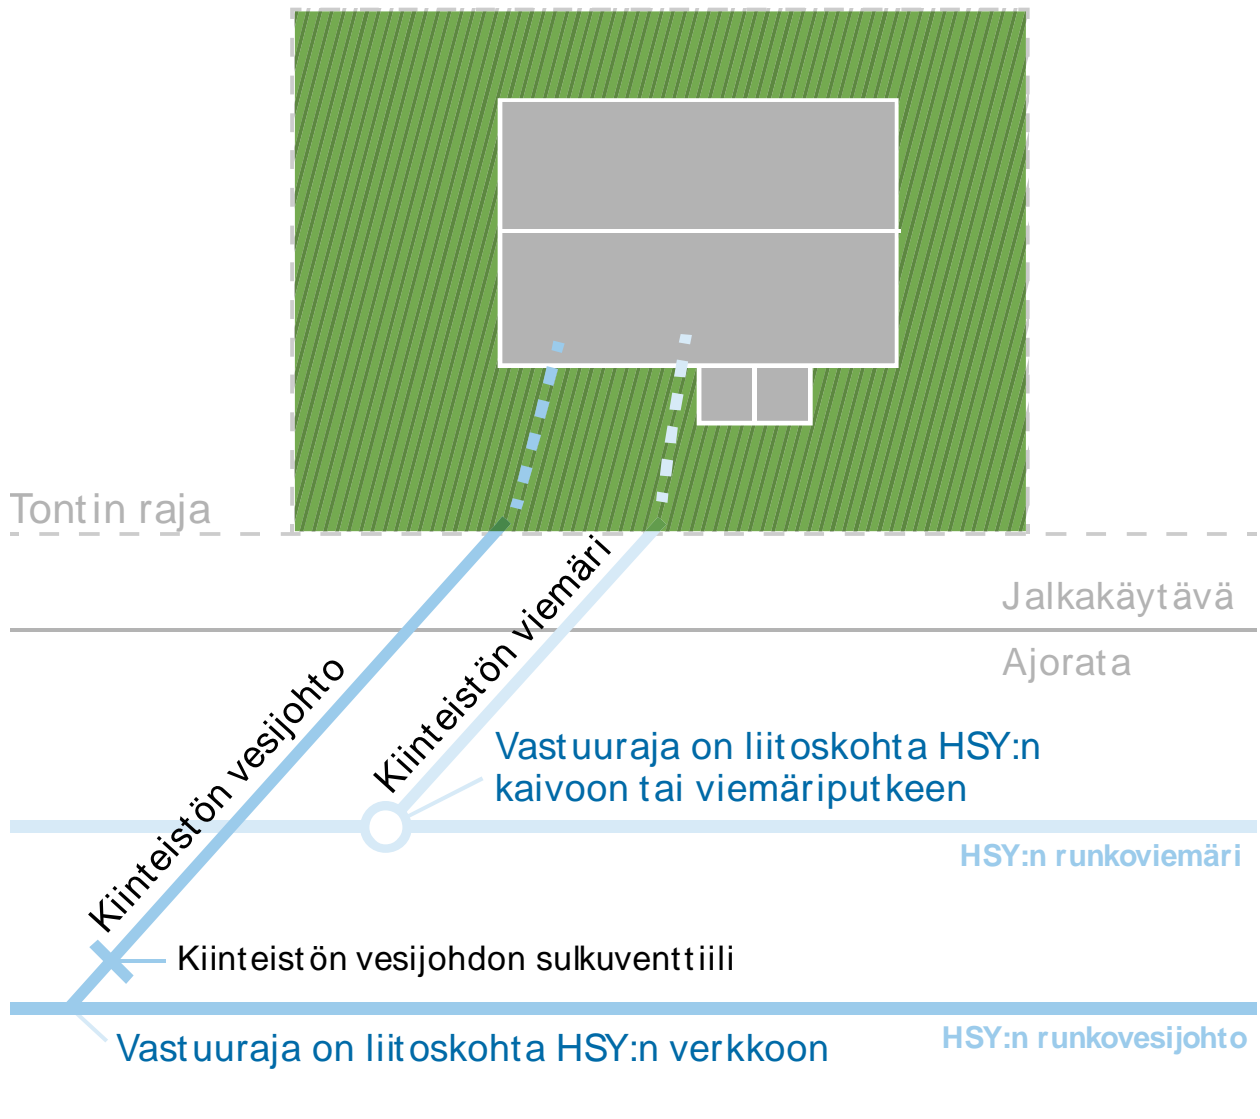 Tontin raja
Jalkakäytävä
Ajorata
Kiinteistön viemäri
Kiinteistön vesijohto
Vastuuraja on liitoskohta HSY:n
kaivoon tai viemäriputkeen
HSY:n runkoviemäri
Kiinteistön vesijohdon sulkuventtiili
HSY:n runkovesijohto
Vastuuraja on liitoskohta HSY:n verkkoon